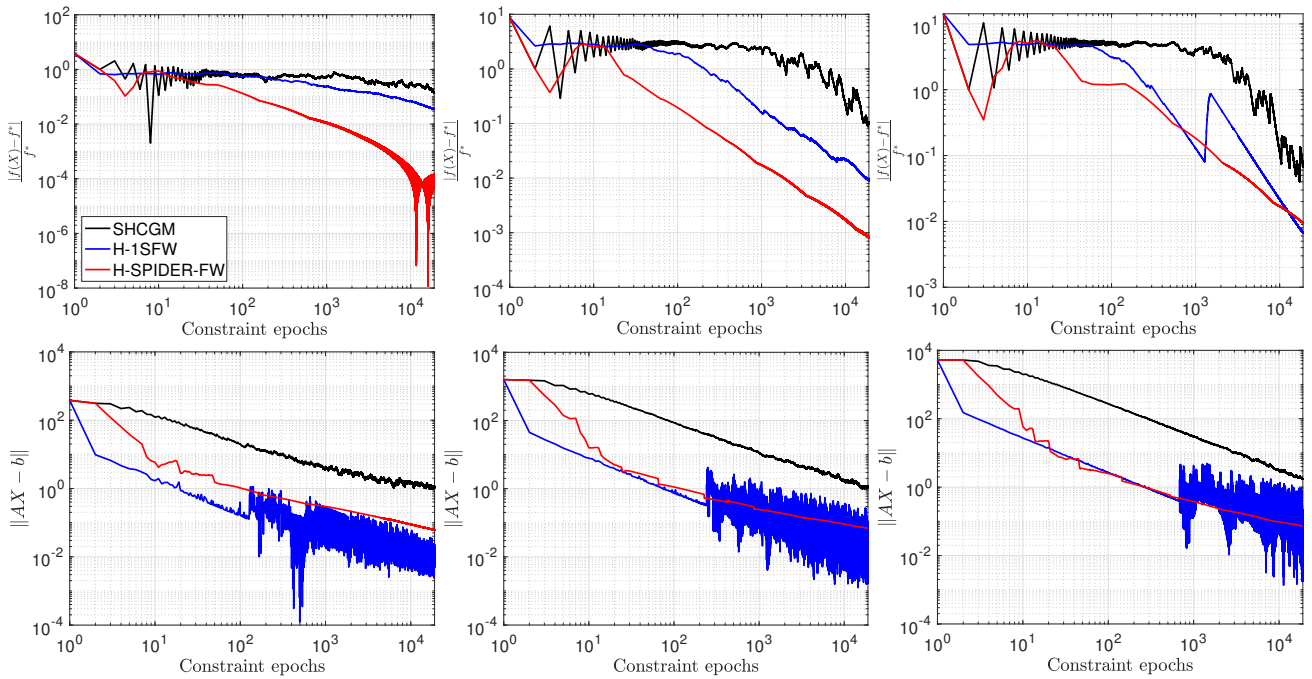 |f(X)−f*|
f*
10^2
10^0
10^-2
10^-4
10^-6
10^-8
SHCGM
H-1SFW
H-SPIDER-FW
10^0 10^1 10^2 10^3 10^4
Constraint epochs
|f(X)−f*|
f*
10^1
10^0
10^-1
10^-2
10^-3
10^-4
10^0 10^1 10^2 10^3 10^4
Constraint epochs
|f(X)−f*|
f*
10^1
10^0
10^-1
10^-2
10^-3
10^0 10^1 10^2 10^3 10^4
Constraint epochs
||AX − b||
10^4
10^2
10^0
10^-2
10^-4
10^0 10^1 10^2 10^3 10^4
Constraint epochs
||AX − b||
10^4
10^2
10^0
10^-2
10^-4
10^0 10^1 10^2 10^3 10^4
Constraint epochs
||AX − b||
10^4
10^2
10^0
10^-2
10^-4
10^0 10^1 10^2 10^3 10^4
Constraint epochs